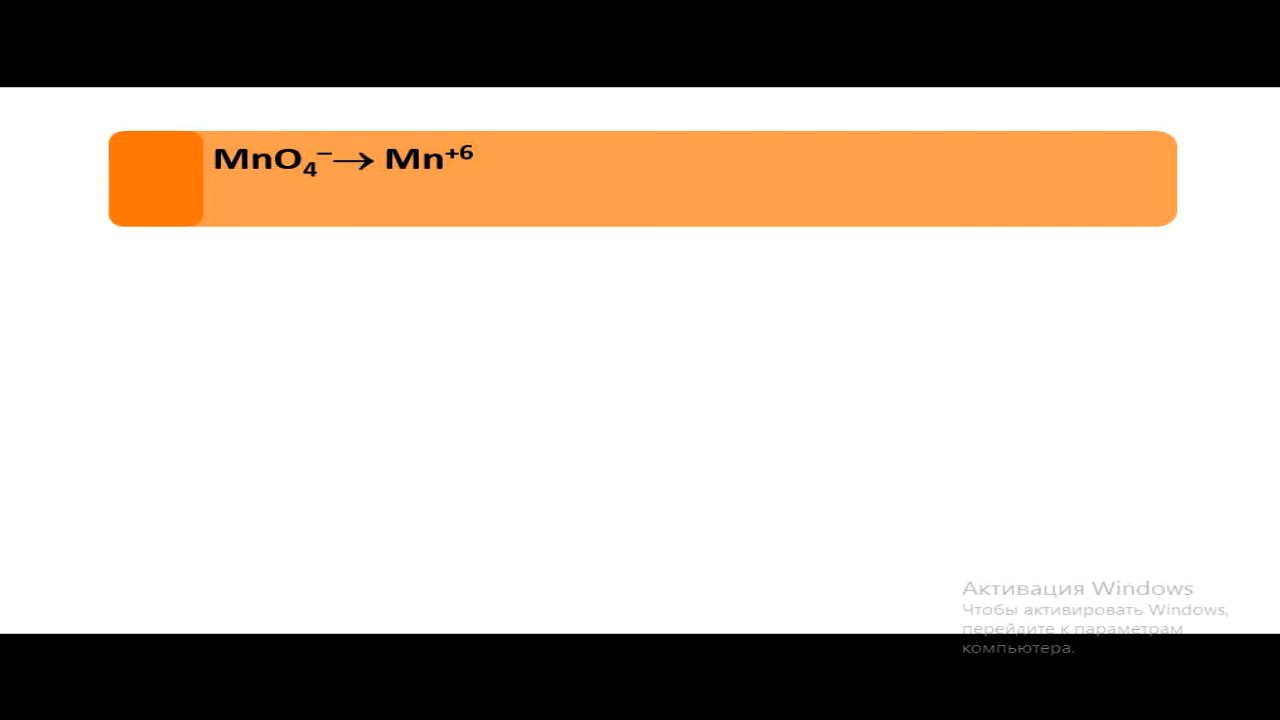 MnO₄⁻→ Mn⁺⁶
Активация Windows
Чтобы активировать Windows,
перейдите к параметрам
компьютера.